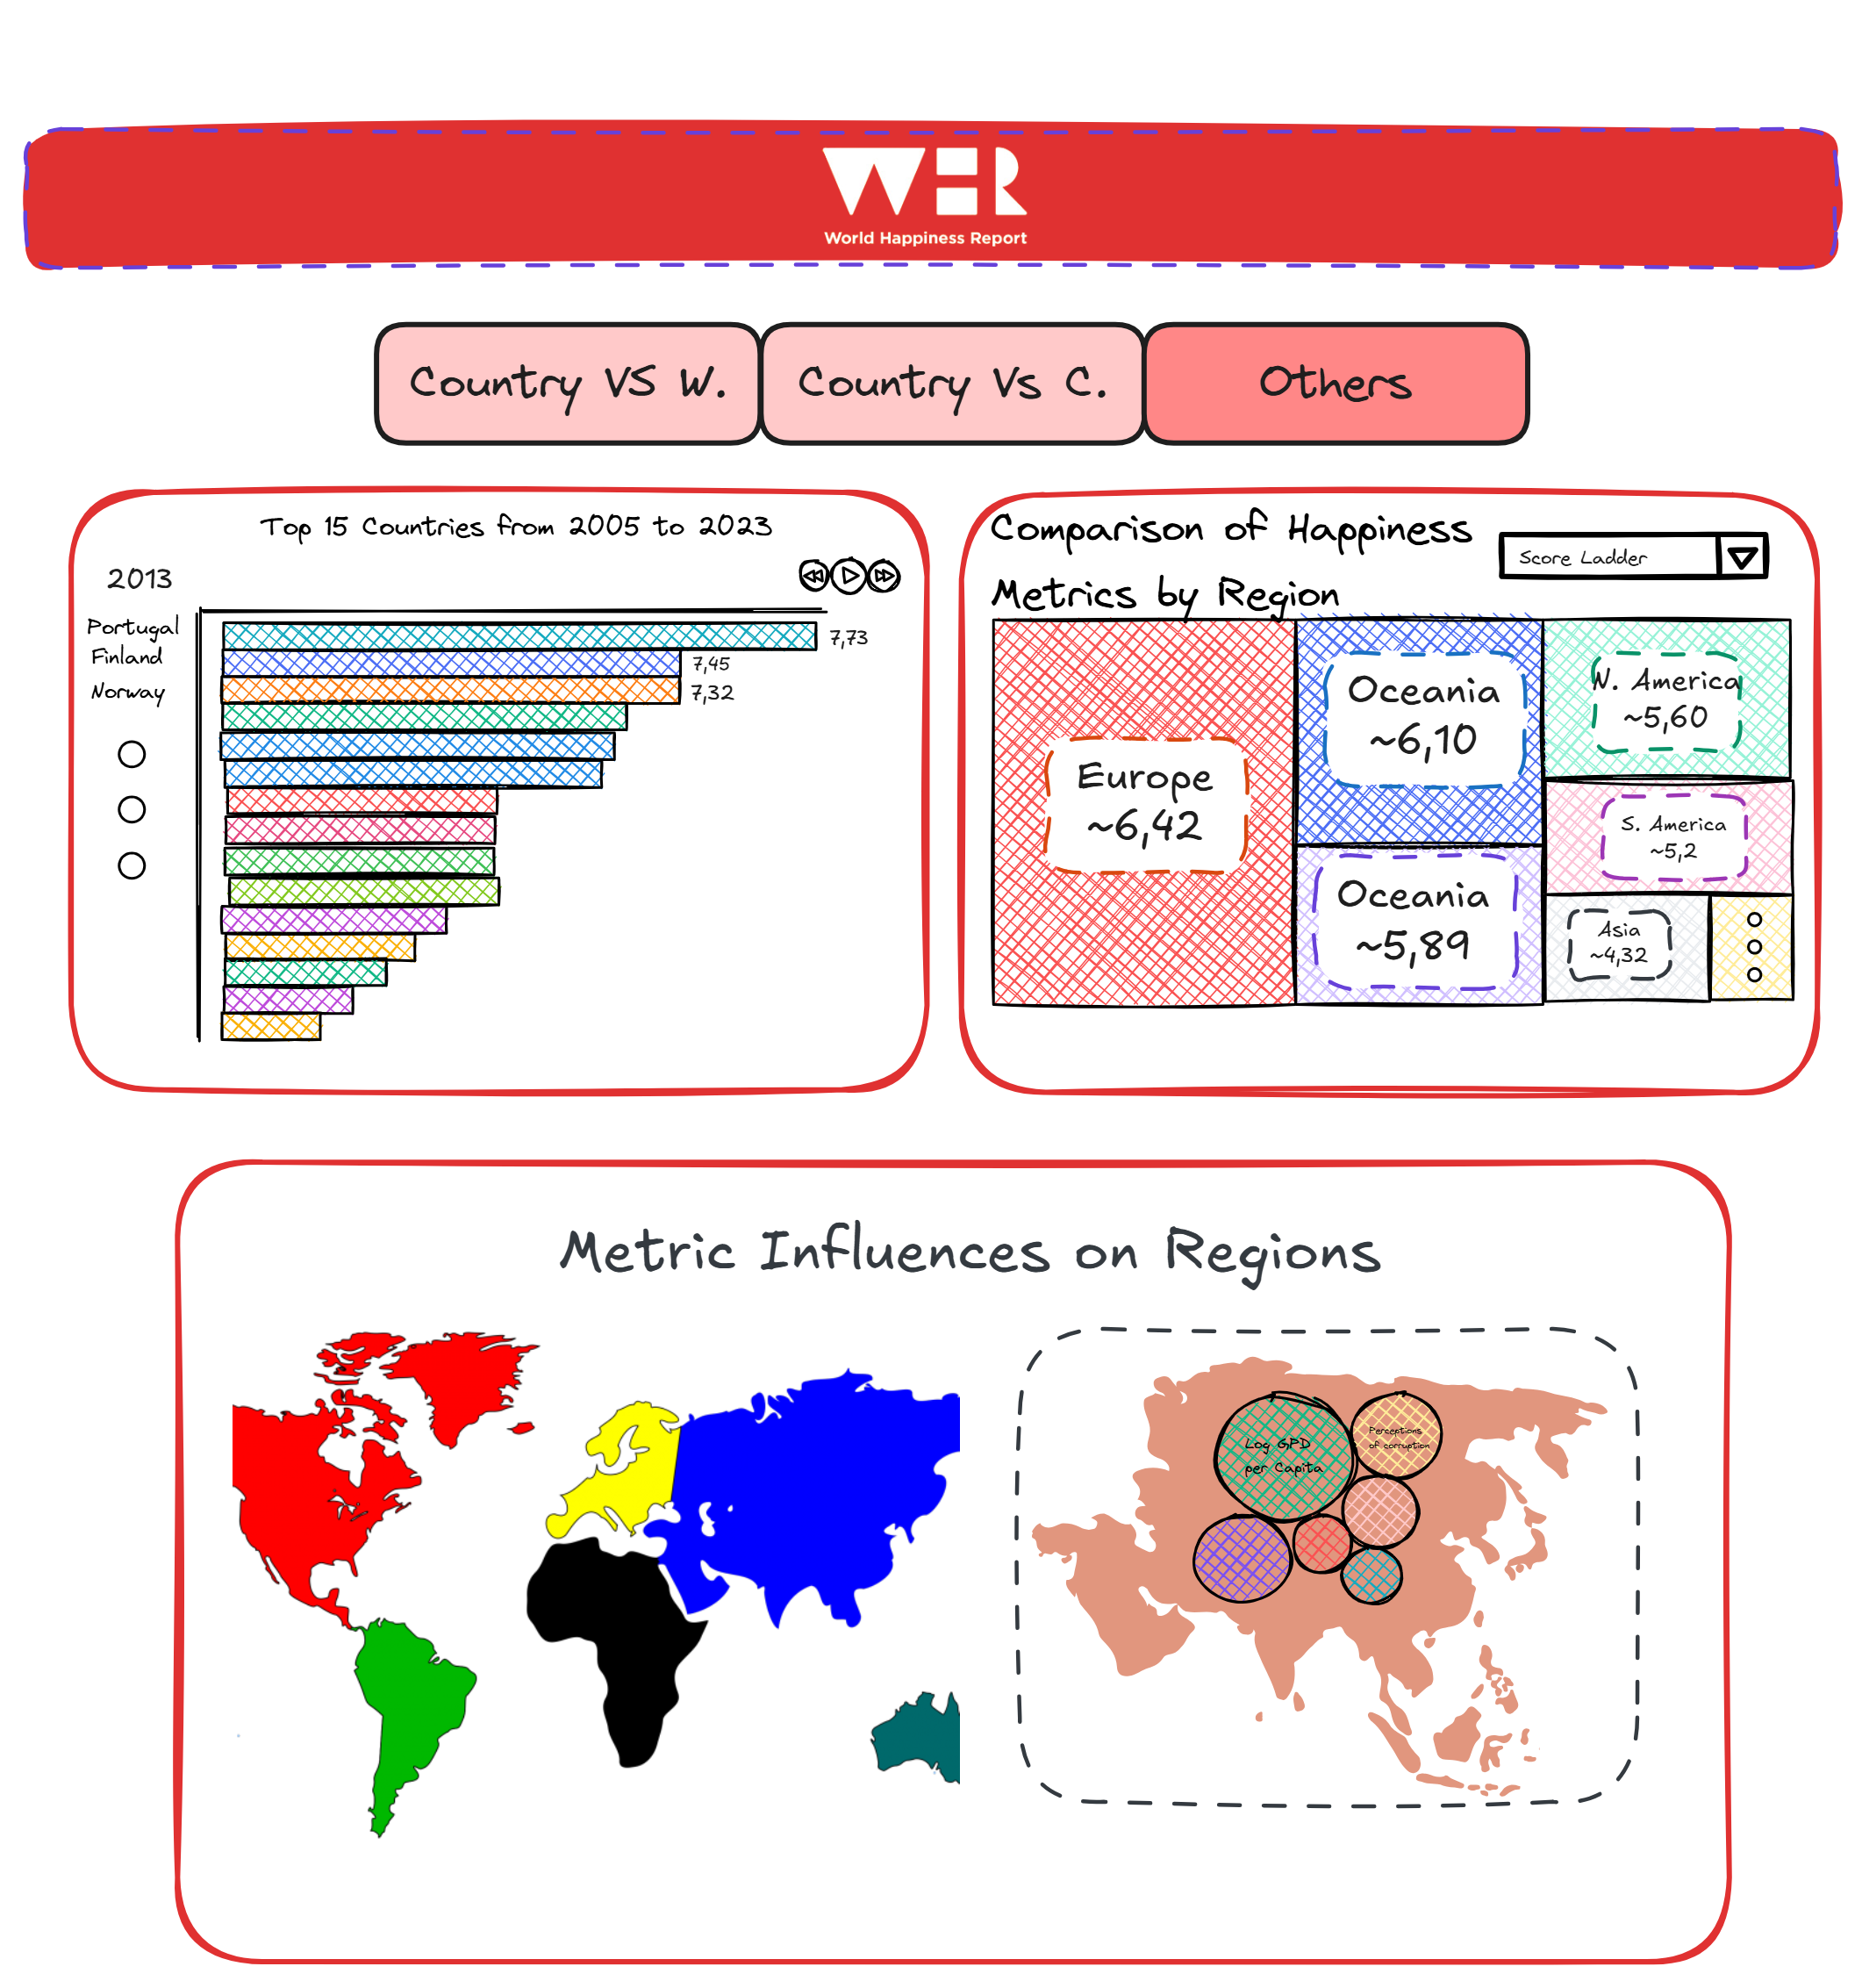 WHR
World Happiness Report
Country VS W.
Country Vs C.
Others
Top 15 Countries from 2005 to 2023
2013
Portugal
Finland
Norway
7,73
7,45
7,32
Comparison of Happiness
Metrics by Region
Score Ladder
Europe
~6,42
Oceania
~6,10
Oceania
~5,89
N. America
~5,60
S. America
~5,2
Asia
~4,32
Metric Influences on Regions
Log GPD
per Capita
Perceptions
of corruption